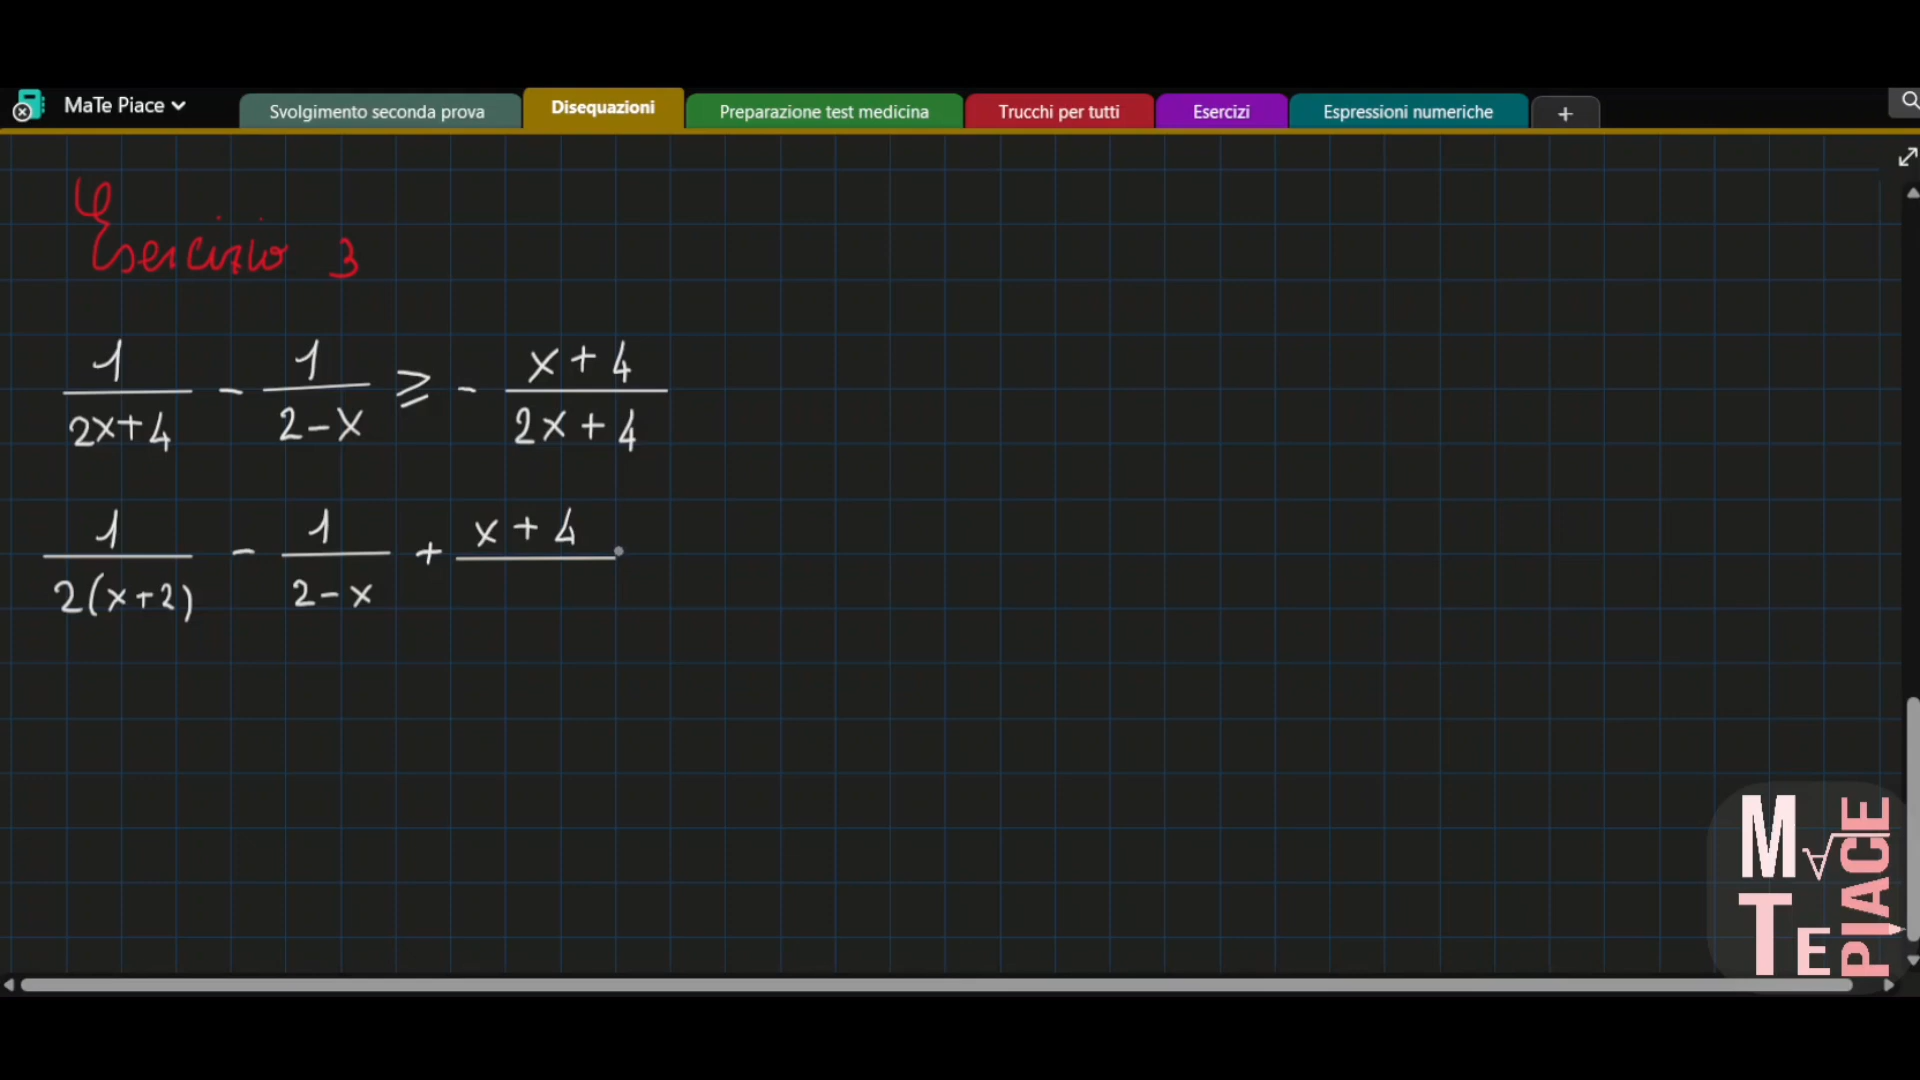 MaTe Piace
Svolgimento seconda prova
Disequazioni
Preparazione test medicina
Trucchi per tutti
Esercizi
Espressioni numeriche
+
Esercizio 3
1/(2x+4) - 1/(2-x) ≥ - (x+4)/(2x+4)
1/(2(x+2)) - 1/(2-x) + x+4
MaTe
PIACE